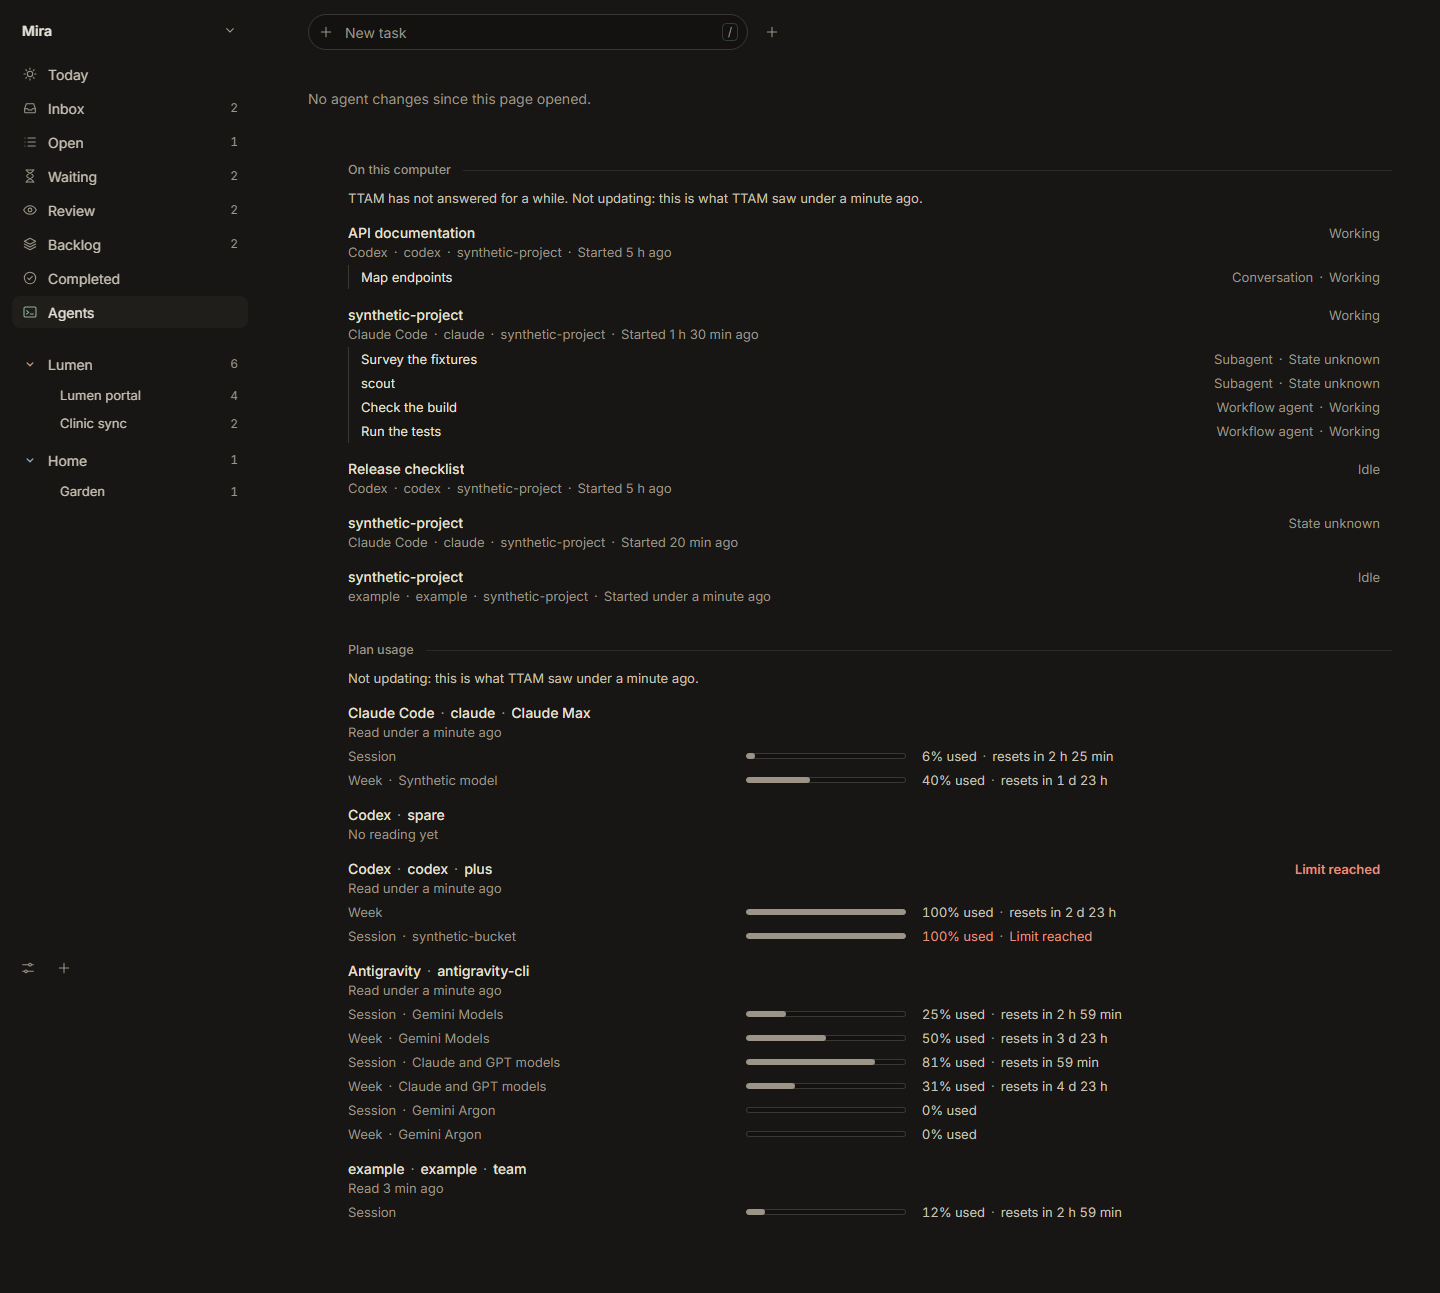 Mira
Today
Inbox 2
Open 1
Waiting 2
Review 2
Backlog 2
Completed
Agents
Lumen 6
Lumen portal 4
Clinic sync 2
Home 1
Garden 1
New task /
No agent changes since this page opened.
On this computer
TTAM has not answered for a while. Not updating: this is what TTAM saw under a minute ago.
API documentation Working
Codex · codex · synthetic-project · Started 5 h ago
Map endpoints Conversation · Working
synthetic-project Working
Claude Code · claude · synthetic-project · Started 1 h 30 min ago
Survey the fixtures Subagent · State unknown
scout Subagent · State unknown
Check the build Workflow agent · Working
Run the tests Workflow agent · Working
Release checklist Idle
Codex · codex · synthetic-project · Started 5 h ago
synthetic-project State unknown
Claude Code · claude · synthetic-project · Started 20 min ago
synthetic-project Idle
example · example · synthetic-project · Started under a minute ago
Plan usage
Not updating: this is what TTAM saw under a minute ago.
Claude Code · claude · Claude Max
Read under a minute ago
Session 6% used · resets in 2 h 25 min
Week · Synthetic model 40% used · resets in 1 d 23 h
Codex · spare
No reading yet
Codex · codex · plus Limit reached
Read under a minute ago
Week 100% used · resets in 2 d 23 h
Session · synthetic-bucket 100% used · Limit reached
Antigravity · antigravity-cli
Read under a minute ago
Session · Gemini Models 25% used · resets in 2 h 59 min
Week · Gemini Models 50% used · resets in 3 d 23 h
Session · Claude and GPT models 81% used · resets in 59 min
Week · Claude and GPT models 31% used · resets in 4 d 23 h
Session · Gemini Argon 0% used
Week · Gemini Argon 0% used
example · example · team
Read 3 min ago
Session 12% used · resets in 2 h 59 min